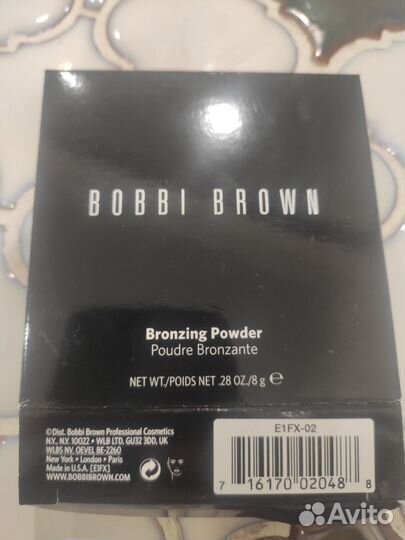 BOBBI BROWN
Bronzing Powder
Poudre Bronzante
NET WT./POIDS NET .28 OZ./8 g ℮
©Dist. Bobbi Brown Professional Cosmetics
N.Y. N.Y. 10022 • WLB LTD, GU32 3DD, UK
WLBS NV, OEVEL BE-2260
New York • London • Paris
Made in U.S.A. [E1FX]
WWW.BOBBIBROWN.COM
E1FX-02
7 16170 02048 8
Avito